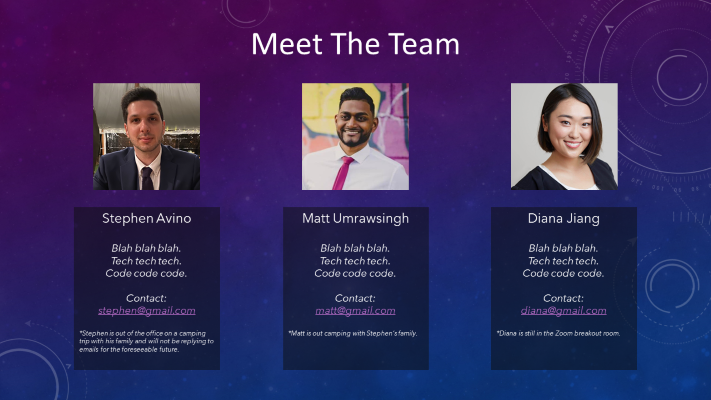 Meet The Team
Stephen Avino
Blah blah blah.
Tech tech tech.
Code code code.
Contact:
stephen@gmail.com
*Stephen is out of the office on a camping
trip with his family and will not be replying to
emails for the foreseeable future.
Matt Umrawsingh
Blah blah blah.
Tech tech tech.
Code code code.
Contact:
matt@gmail.com
*Matt is out camping with Stephen's family.
Diana Jiang
Blah blah blah.
Tech tech tech.
Code code code.
Contact:
diana@gmail.com
*Diana is still in the Zoom breakout room.